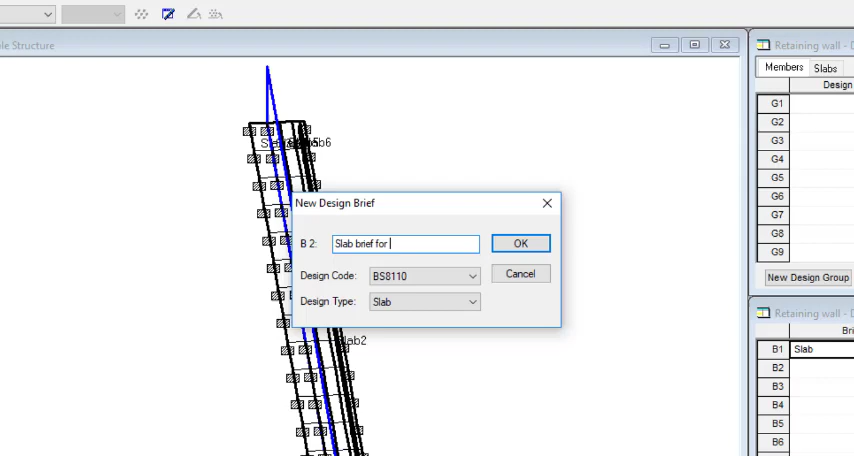 le Structure
Retaining wall - D
Members
Slabs
Design
G1
G2
G3
G4
G5
G6
G7
G8
G9
New Design Group
Slab6
New Design Brief
B 2:
Slab brief for
OK
Design Code:
BS8110
Cancel
Design Type:
Slab
Slab2
Retaining wall - D
Bri
B1
Slab
B2
B3
B4
B5
B6